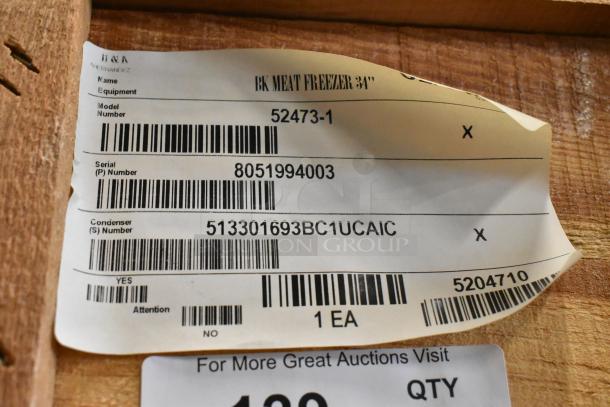 Name
Equipment
BK MEAT FREEZER 34"
Model
Number
52473-1
X
Serial
(P) Number
8051994003
Condenser
(S) Number
513301693BC1UCAIC
X
YES
Attention
NO
1 EA
5204710
For More Great Auctions Visit
QTY